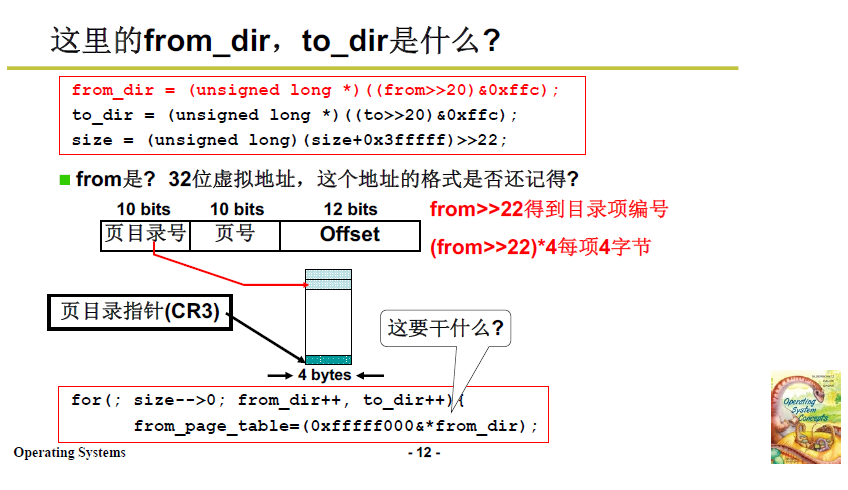 这里的from_dir，to_dir是什么?
from_dir = (unsigned long *)((from>>20)&0xffc);
to_dir = (unsigned long *)((to>>20)&0xffc);
size = (unsigned long)(size+0x3fffff)>>22;
from是? 32位虚拟地址，这个地址的格式是否还记得?
10 bits 10 bits 12 bits
页目录号 页号 Offset
from>>22得到目录项编号
(from>>22)*4每项4字节
页目录指针(CR3)
这要干什么?
4 bytes
for(; size-->0; from_dir++, to_dir++){
from_page_table=(0xfffff000&*from_dir);
Operating
System
Concepts
Operating Systems
- 12 -